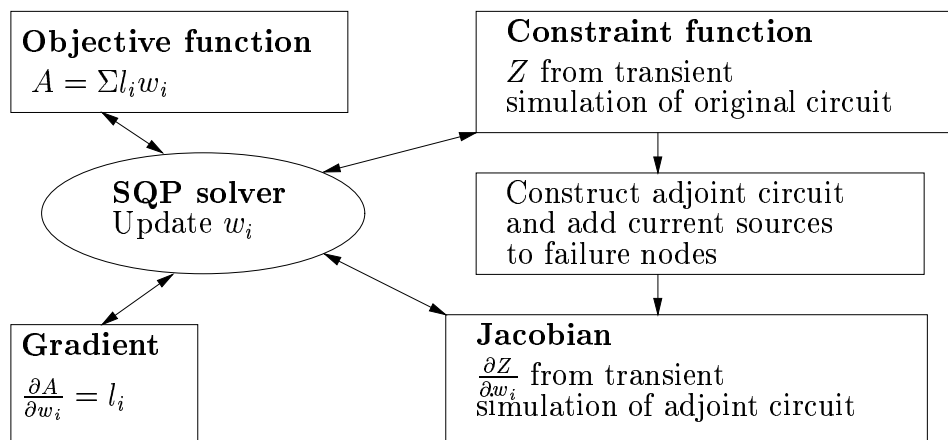 Objective function
A = Σl_i w_i
Constraint function
Z from transient
simulation of original circuit
SQP solver
Update w_i
Construct adjoint circuit
and add current sources
to failure nodes
Gradient
∂A/∂w_i = l_i
Jacobian
∂Z/∂w_i from transient
simulation of adjoint circuit